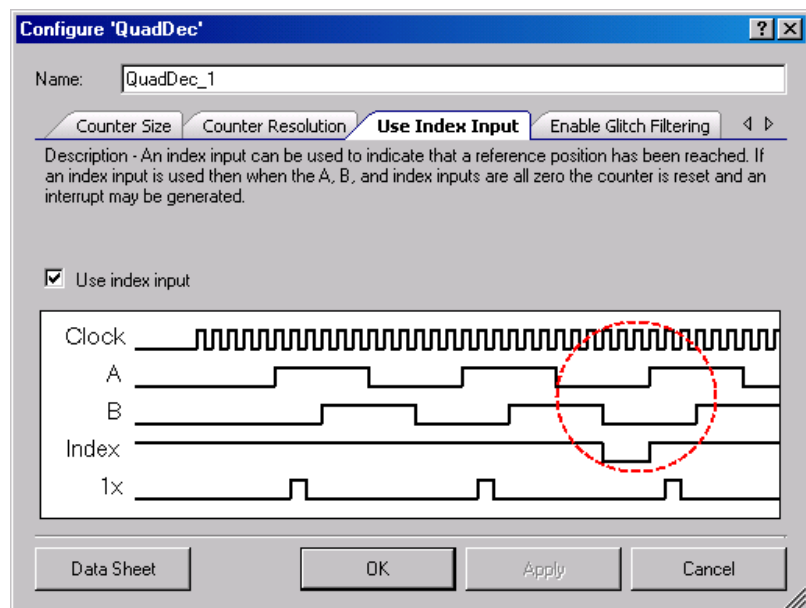 Configure 'QuadDec'
Name: QuadDec_1
Counter Size Counter Resolution Use Index Input Enable Glitch Filtering
Description - An index input can be used to indicate that a reference position has been reached. If
an index input is used then when the A, B, and index inputs are all zero the counter is reset and an
interrupt may be generated.
Use index input
Clock
A
B
Index
1x
Data Sheet OK Apply Cancel